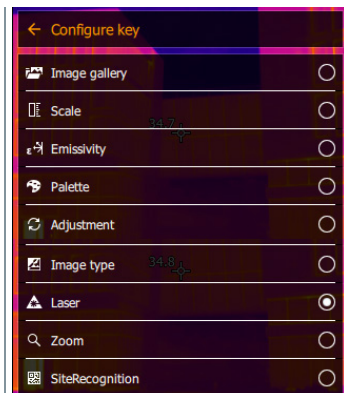 Configure key
Image gallery
Scale
34.7
Emissivity
Palette
Adjustment
Image type
34.8
Laser
Zoom
SiteRecognition